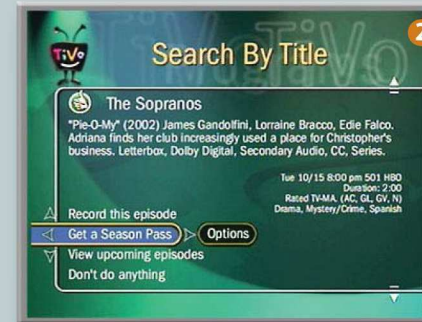 2
TiVo
Search By Title
The Sopranos
"Pie-O-My" (2002) James Gandolfini, Lorraine Bracco, Edie Falco.
Adriana finds her club increasingly used a place for Christopher's
business. Letterbox, Dolby Digital, Secondary Audio, CC, Series.
Tue 10/15 8:00 pm 501 HBO
Duration: 2:00
Rated TV-MA. (AC, GL, GV, N)
Drama, Mystery/Crime, Spanish
Record this episode
Get a Season Pass Options
View upcoming episodes
Don't do anything